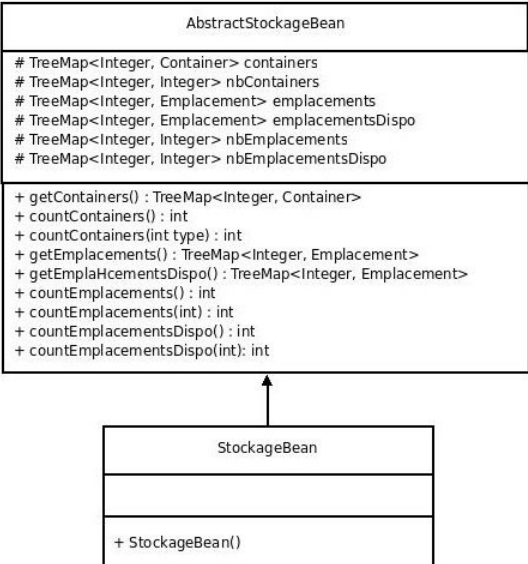 AbstractStockageBean
# TreeMap<Integer, Container> containers
# TreeMap<Integer, Integer> nbContainers
# TreeMap<Integer, Emplacement> emplacements
# TreeMap<Integer, Emplacement> emplacementsDispo
# TreeMap<Integer, Integer> nbEmplacements
# TreeMap<Integer, Integer> nbEmplacementsDispo
+ getContainers() : TreeMap<Integer, Container>
+ countContainers() : int
+ countContainers(int type) : int
+ getEmplacements() : TreeMap<Integer, Emplacement>
+ getEmplaHcementsDispo() : TreeMap<Integer, Emplacement>
+ countEmplacements() : int
+ countEmplacements(int) : int
+ countEmplacementsDispo() : int
+ countEmplacementsDispo(int): int
StockageBean
+ StockageBean()